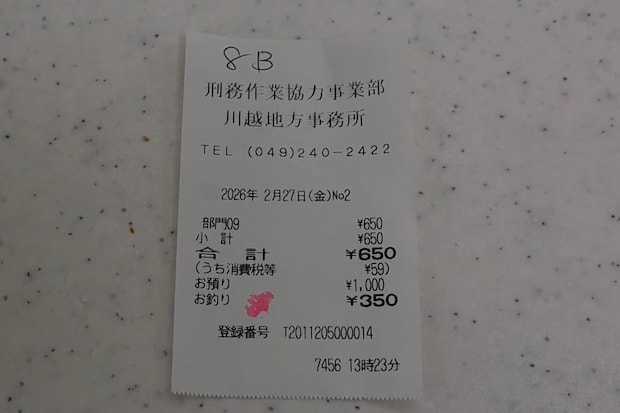 8B
刑務作業協力事業部
川越地方事務所
TEL (049)240-2422
2026年 2月27日(金)No2
部門09 ¥650
小計 ¥650
合計 ¥650
(うち消費税等 ¥59)
お預り ¥1,000
お釣り ¥350
登録番号 T2011205000014
7456 13時23分